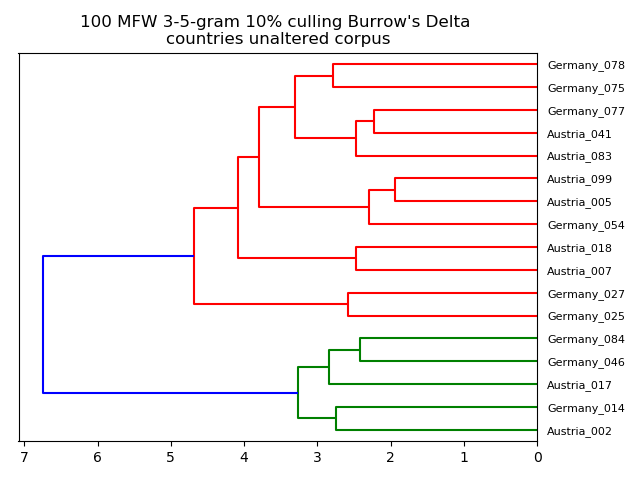 100 MFW 3-5-gram 10% culling Burrow's Delta
countries unaltered corpus
Germany_078
Germany_075
Germany_077
Austria_041
Austria_083
Austria_099
Austria_005
Germany_054
Austria_018
Austria_007
Germany_027
Germany_025
Germany_084
Germany_046
Austria_017
Germany_014
Austria_002
7 6 5 4 3 2 1 0